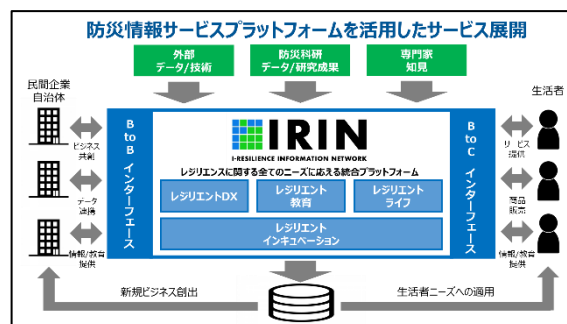 防災情報サービスプラットフォームを活用したサービス展開
外部
データ/技術
防災科研
データ/研究成果
専門家
知見
民間企業
自治体
生活者
ビジネス
共創
データ
連携
情報/教育
提供
BtoBインターフェース
IRIN
I-RESILIENCE INFORMATION NETWORK
レジリエンスに関する全てのニーズに応える統合プラットフォーム
レジリエントDX
レジリエント
教育
レジリエント
ライフ
レジリエント
インキュベーション
BtoCインターフェース
サービス
提供
商品
販売
情報/教育
提供
新規ビジネス創出
生活者ニーズへの適用